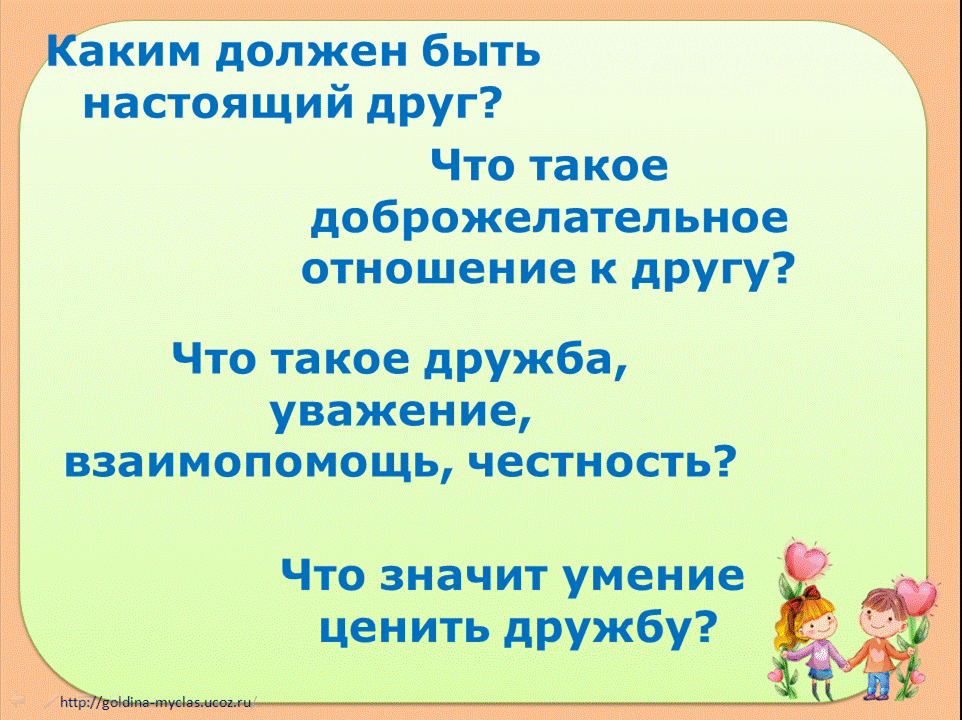 Каким должен быть
настоящий друг?
Что такое
доброжелательное
отношение к другу?
Что такое дружба,
уважение,
взаимопомощь, честность?
Что значит умение
ценить дружбу?
http://goldina-myclas.ucoz.ru/